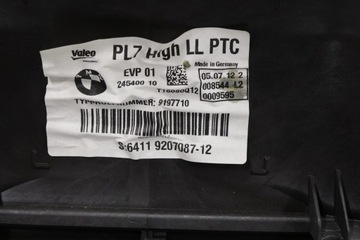 Valeo
PL7 High LL PTC
Made in Germany
EVP 01
245400 10
T16080Q12
05.07.12 2
008544 L2
0009595
TYPPRÜFNUMMER: 9197710
S:6411 9207087-12